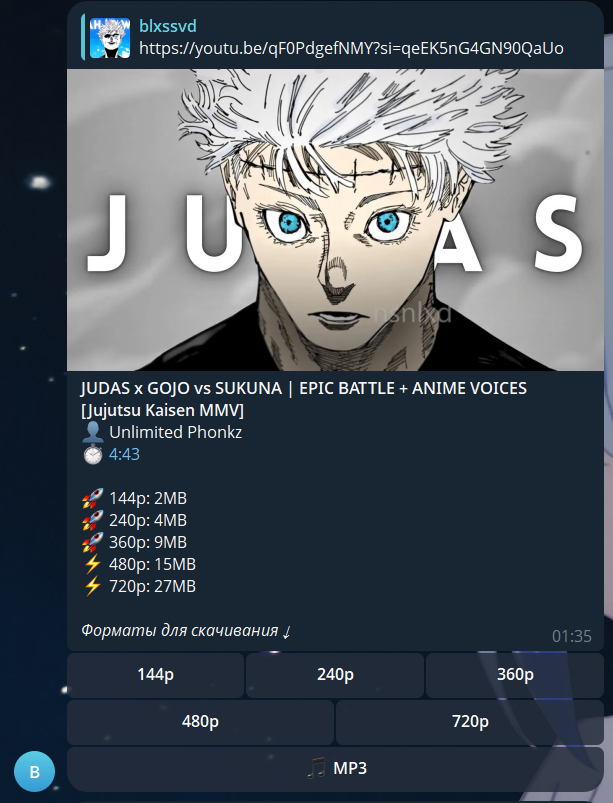 blxssvd
https://youtu.be/qF0PdgefNMY?si=qeEK5nG4GN90QaUo
JUDAS
nsnlxd
JUDAS x GOJO vs SUKUNA | EPIC BATTLE + ANIME VOICES
[Jujutsu Kaisen MMV]
👤 Unlimited Phonkz
⏱ 4:43
🚀 144p: 2MB
🚀 240p: 4MB
🚀 360p: 9MB
⚡ 480p: 15MB
⚡ 720p: 27MB
Форматы для скачивания ↓
01:35
144p 240p 360p
480p 720p
B
🎵 MP3